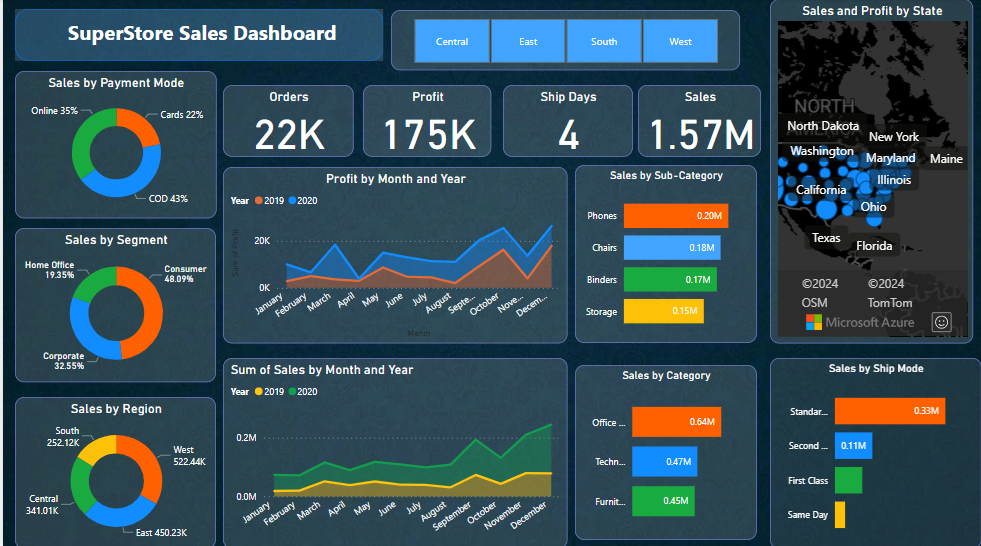 SuperStore Sales Dashboard
Central
East
South
West
Sales and Profit by State
NORTH
AMERICA
North Dakota
New York
Washington
Maryland
Maine
California
Illinois
Ohio
Texas
Florida
©2024
OSM
©2024
TomTom
Microsoft Azure
Sales by Payment Mode
Online 35%
Cards 22%
COD 43%
Orders
22K
Profit
175K
Ship Days
4
Sales
1.57M
Profit by Month and Year
Year 2019 2020
Sum of Profit
20K
0K
January
February
March
April
May
June
July
August
Septe...
October
Nove...
Decem...
Month
Sales by Sub-Category
Phones 0.20M
Chairs 0.18M
Binders 0.17M
Storage 0.15M
Sales by Segment
Home Office
19.35%
Consumer
48.09%
Corporate
32.55%
Sum of Sales by Month and Year
Year 2019 2020
0.2M
0.0M
January
February
March
April
May
June
July
August
September
October
November
December
Sales by Category
Office ... 0.64M
Techn... 0.47M
Furnit... 0.45M
Sales by Ship Mode
Standar... 0.33M
Second ... 0.11M
First Class
Same Day
Sales by Region
South
252.12K
West
522.44K
Central
341.01K
East 450.23K